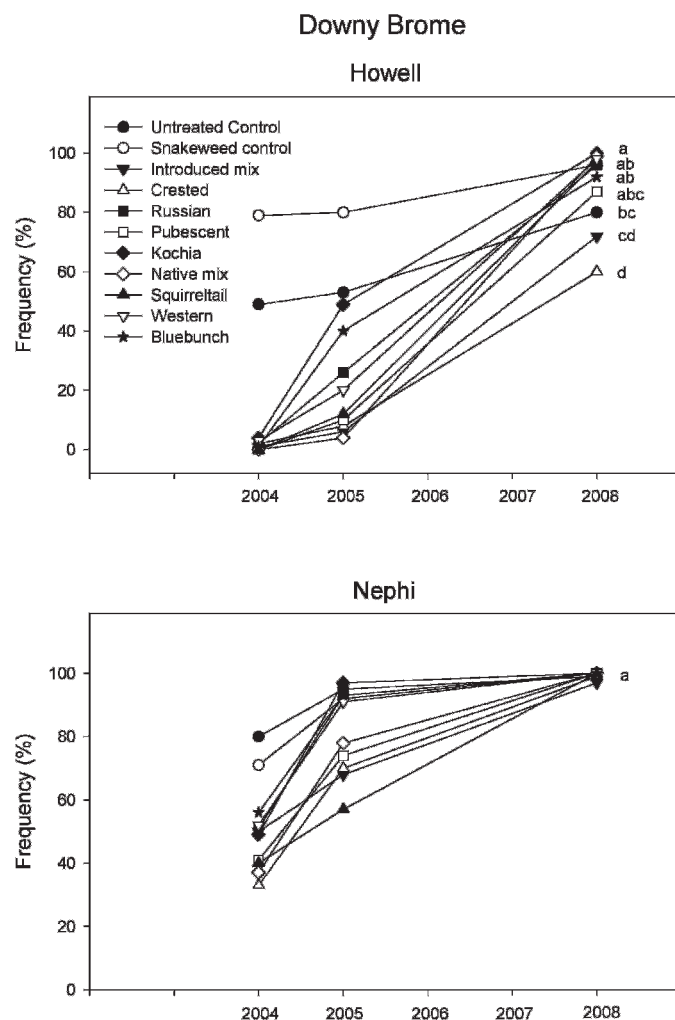 Downy Brome
Howell
Frequency (%)
100
80
60
40
20
0
Untreated Control
Snakeweed control
Introduced mix
Crested
Russian
Pubescent
Kochia
Native mix
Squirreltail
Western
Bluebunch
a
ab
ab
abc
bc
cd
d
2004 2005 2006 2007 2008
Nephi
Frequency (%)
100
80
60
40
20
0
a
2004 2005 2006 2007 2008